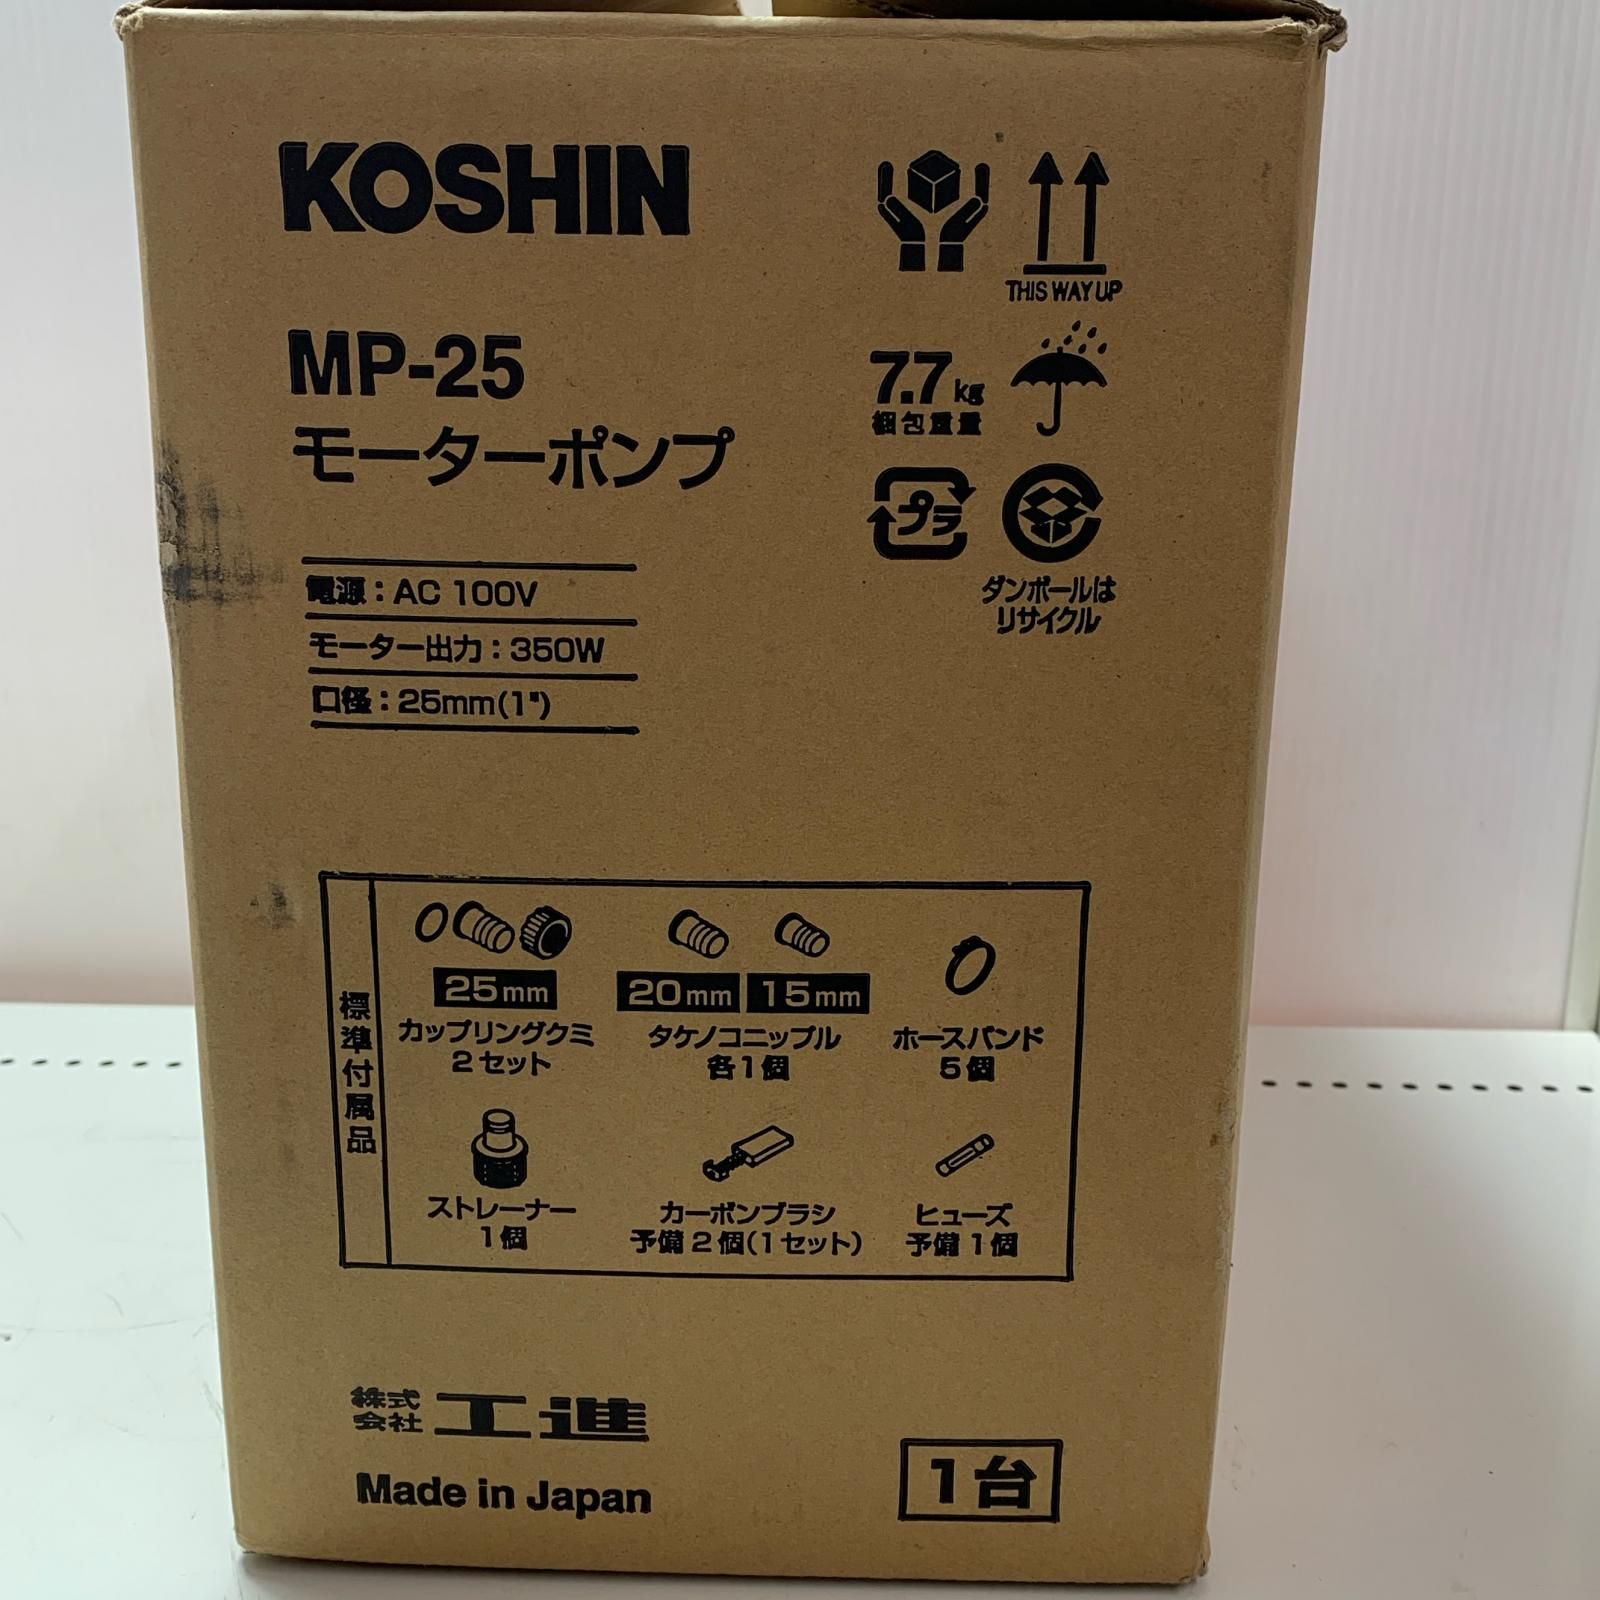 KOSHIN
THIS WAY UP
MP-25
モーターポンプ
7.7kg
梱包重量
プラ
ダンボールは
リサイクル
電源：AC 100V
モーター出力：350W
口径：25mm(1")
標準付属品
25mm
カップリングクミ
2セット
20mm 15mm
タケノコニップル
各1個
ホースバンド
5個
ストレーナー
1個
カーボンブラシ
予備2個(1セット)
ヒューズ
予備1個
株式会社 工進
Made in Japan
1台